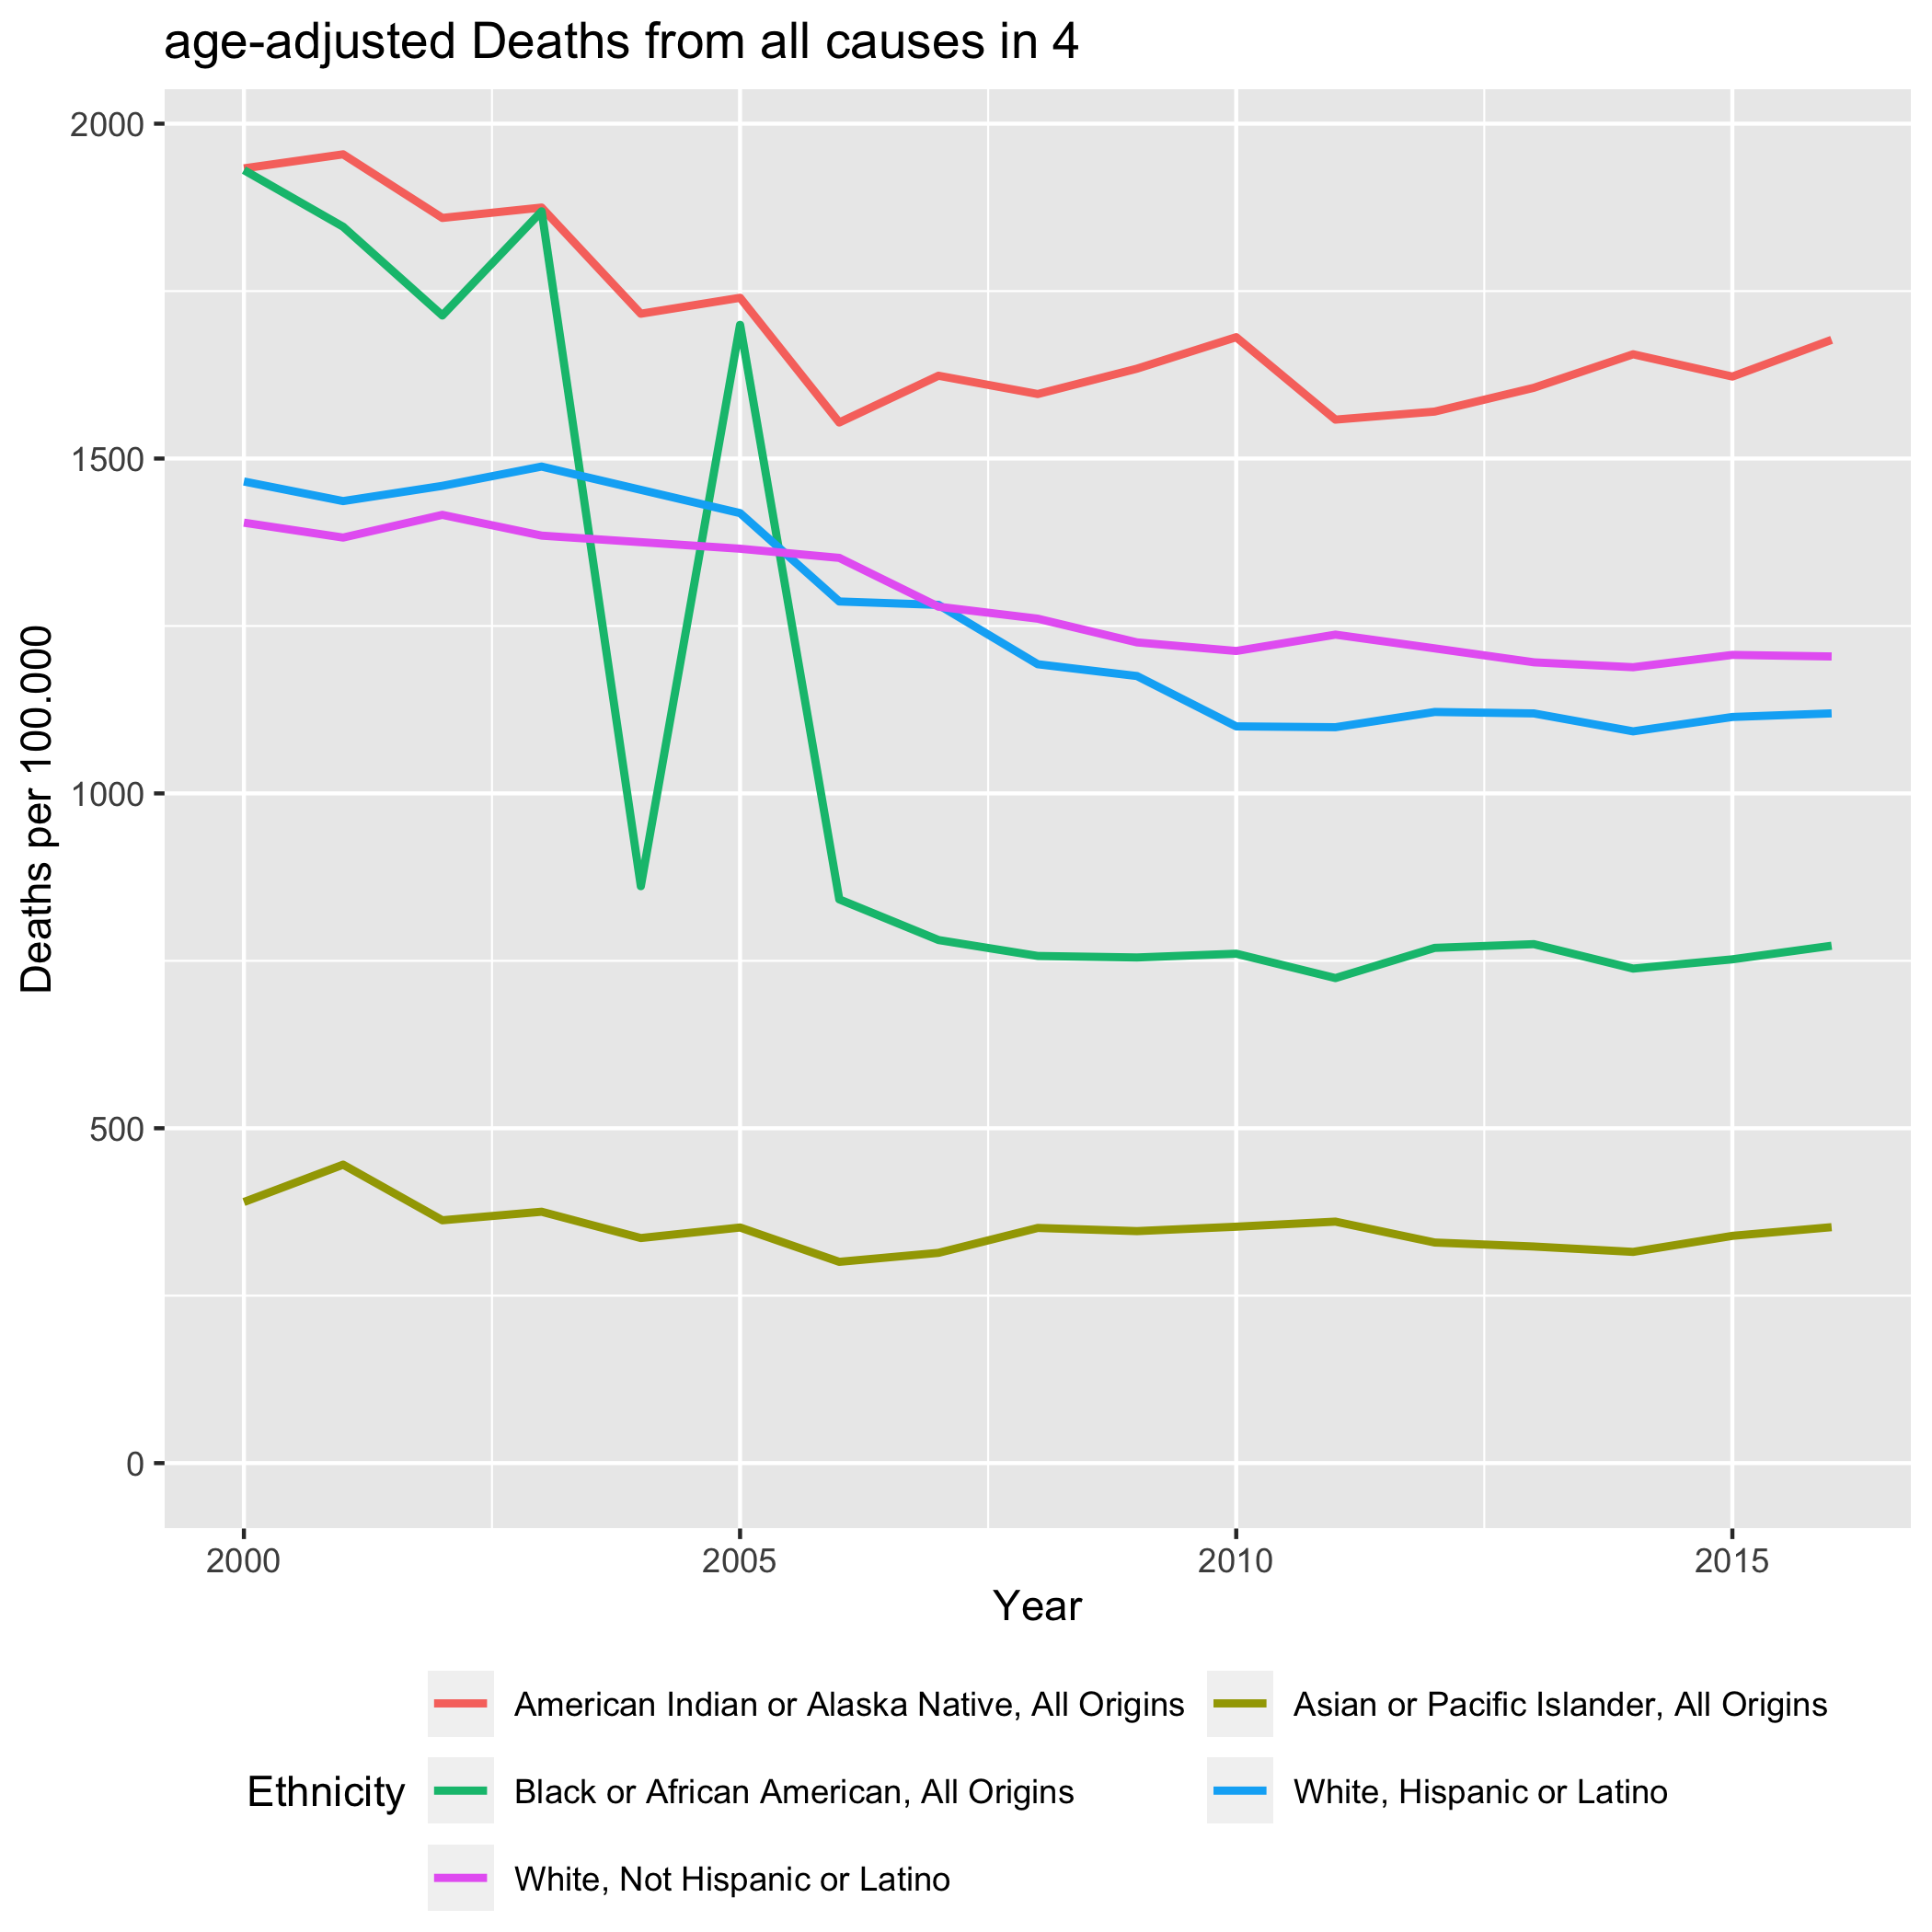 age-adjusted Deaths from all causes in 4
Deaths per 100.000
2000
1500
1000
500
0
2000 2005 2010 2015
Year
Ethnicity
American Indian or Alaska Native, All Origins
Asian or Pacific Islander, All Origins
Black or African American, All Origins
White, Hispanic or Latino
White, Not Hispanic or Latino